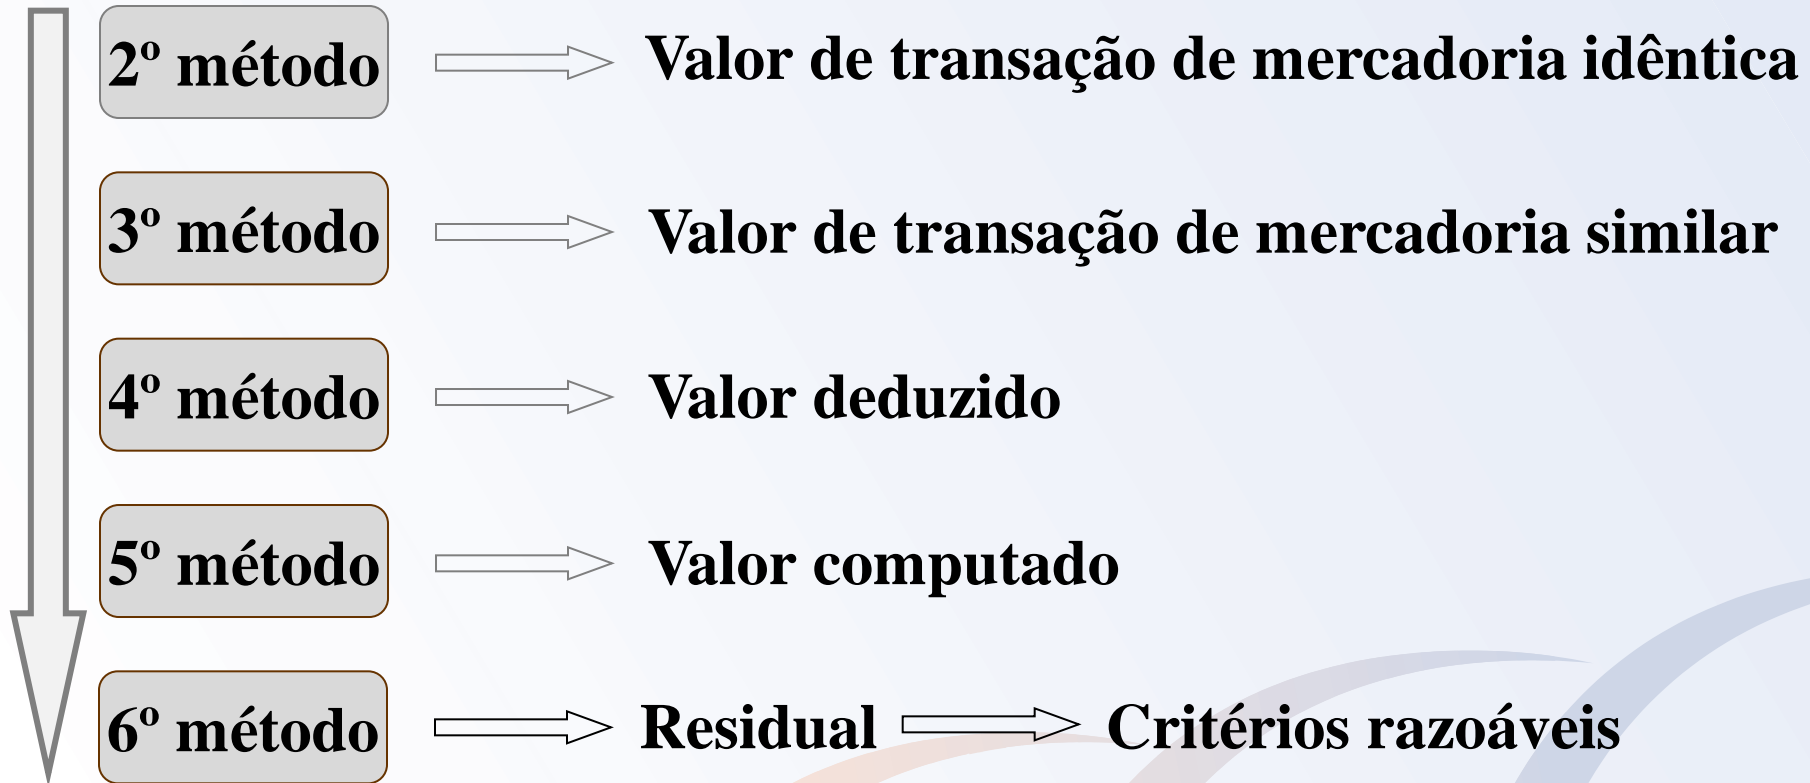 2º método Valor de transação de mercadoria idêntica
3º método Valor de transação de mercadoria similar
4º método Valor deduzido
5º método Valor computado
6º método Residual Critérios razoáveis